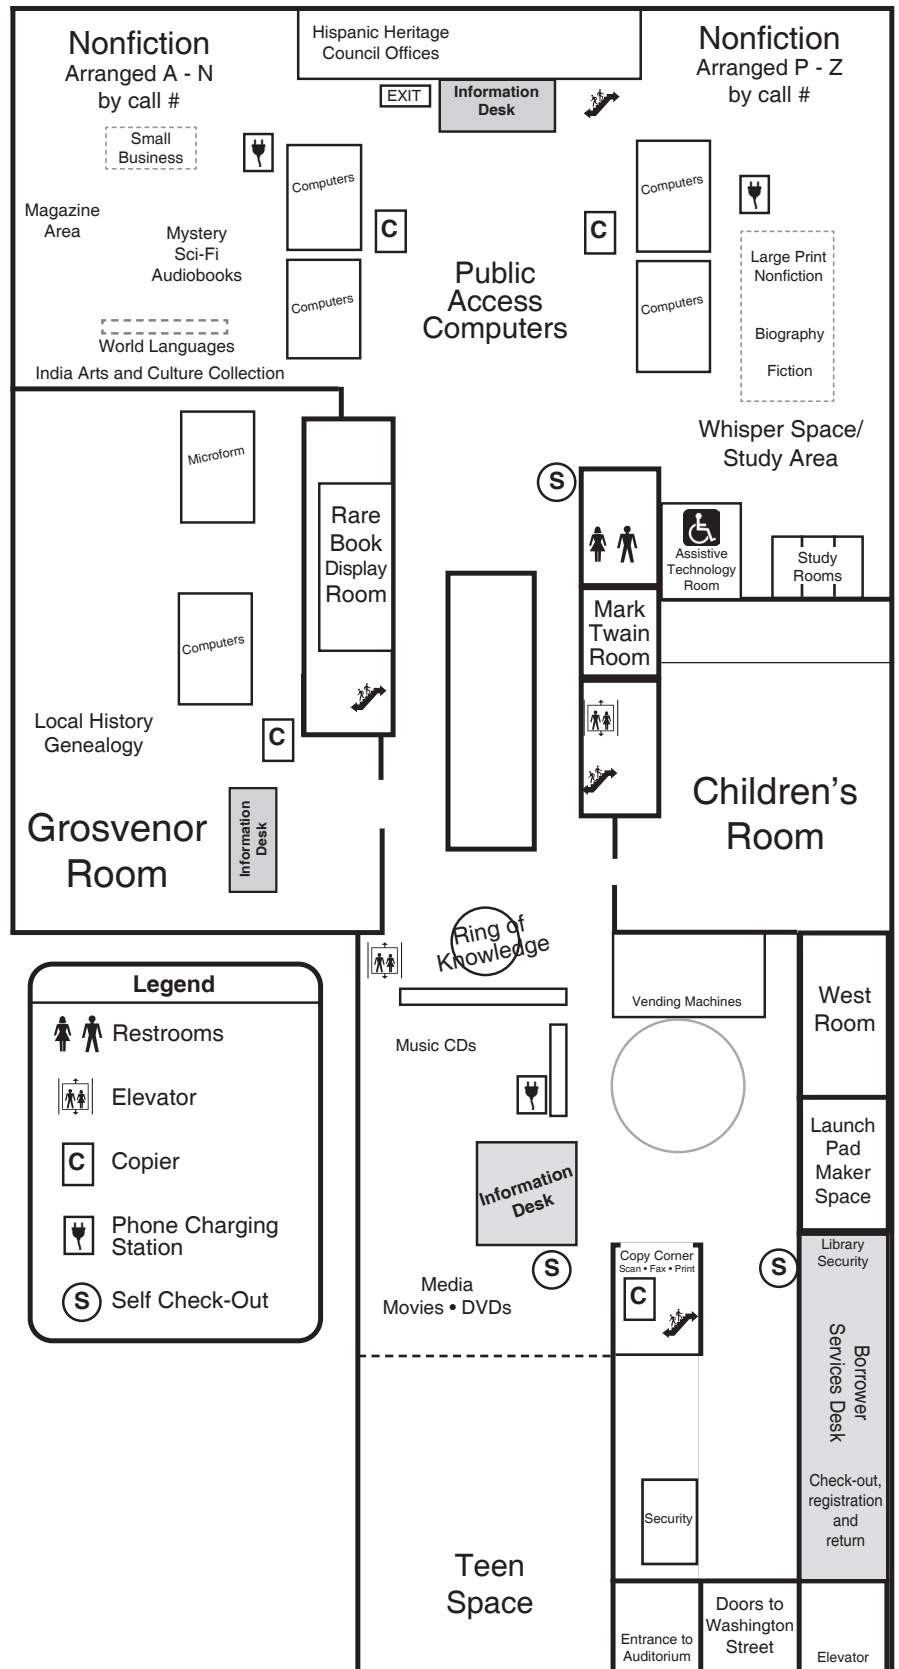 Nonfiction
Arranged A - N
by call #
Hispanic Heritage
Council Offices
EXIT
Information
Desk
Nonfiction
Arranged P - Z
by call #
Small
Business
Computers
Computers
Magazine
Area
Mystery
Sci-Fi
Audiobooks
C
C
Public
Access
Computers
Large Print
Nonfiction
Biography
Fiction
Computers
Computers
World Languages
India Arts and Culture Collection
Whisper Space/
Study Area
Microform
S
Rare
Book
Display
Room
Assistive
Technology
Room
Study
Rooms
Mark
Twain
Room
Computers
Local History
Genealogy
C
Children's
Room
Grosvenor
Room
Information
Desk
Ring of
Knowledge
Legend
Restrooms
Elevator
C
Copier
Phone Charging
Station
S
Self Check-Out
Vending Machines
West
Room
Music CDs
Launch
Pad
Maker
Space
Information
Desk
S
Copy Corner
Scan • Fax • Print
C
S
Library
Security
Media
Movies • DVDs
Borrower
Services Desk
Check-out,
registration
and
return
Security
Teen
Space
Entrance to
Auditorium
Doors to
Washington
Street
Elevator